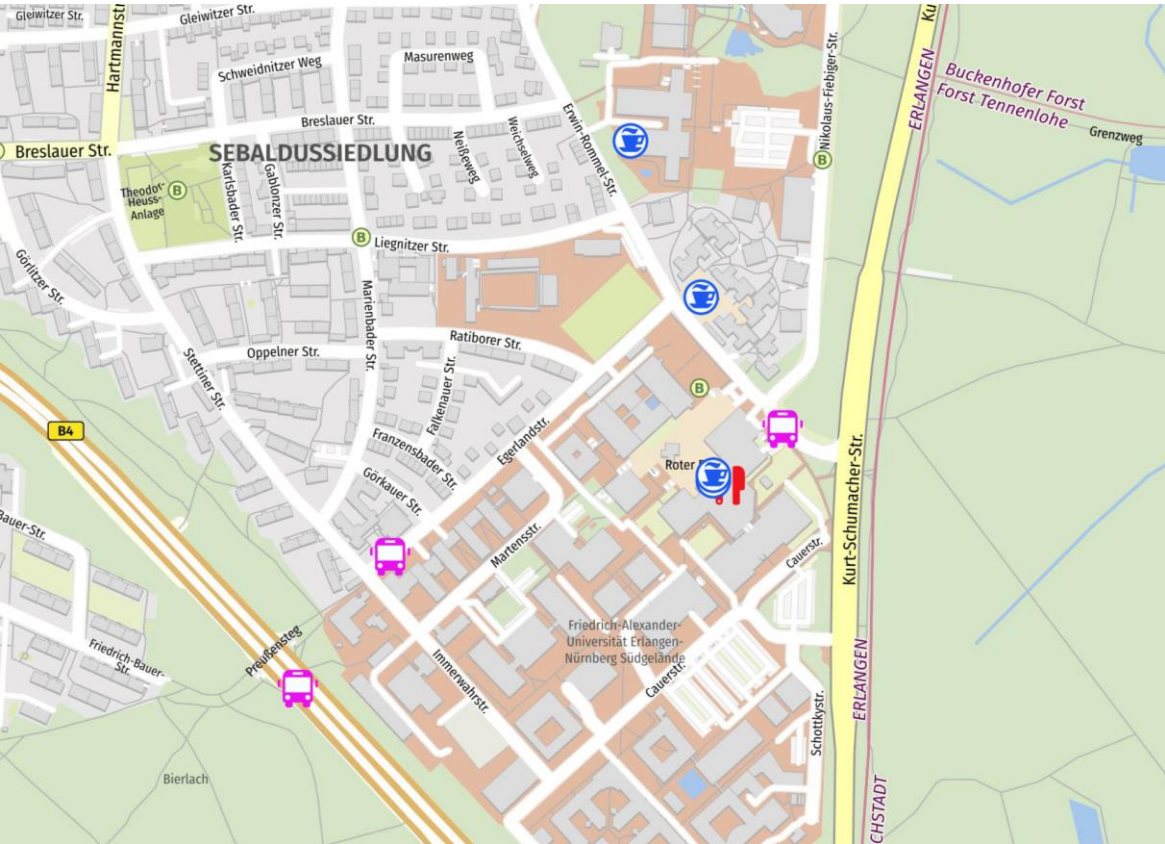 Gleiwitzer Str.
Gleiwitzer Str.
Hartmannstr
Schweidnitzer Weg
Masurenweg
Breslauer Str.
Breslauer Str.
SEBALDUSSIEDLUNG
Neißeweg
Weichselweg
Erwin-Rommel-Str.
Nikolaus-Fiebiger-Str.
Ku
ERLANGEN
Buckenhofer Forst
Forst Tennenlohe
Grenzweg
B
B
B
Theodor-
Heuss-
Anlage
Karlsbader Str.
Gablonzer Str.
B
Liegnitzer Str.
Görlitzer Str.
Marienbader Str.
Stettiner Str.
Oppelner Str.
Ratiborer Str.
Falkenauer Str.
Franzensbader Str.
Görkauer Str.
Egerlandstr.
B
B4
Roter
Kurt-Schumacher-Str.
Bauer-Str.
Martensstr.
Cauerstr.
Friedrich-Alexander-
Universität Erlangen-
Nürnberg Südgelände
Friedrich-Bauer-
Str.
Preußensteg
Immerwahrstr.
Cauerstr.
Schottkystr.
ERLANGEN
Bierlach
CHSTADT